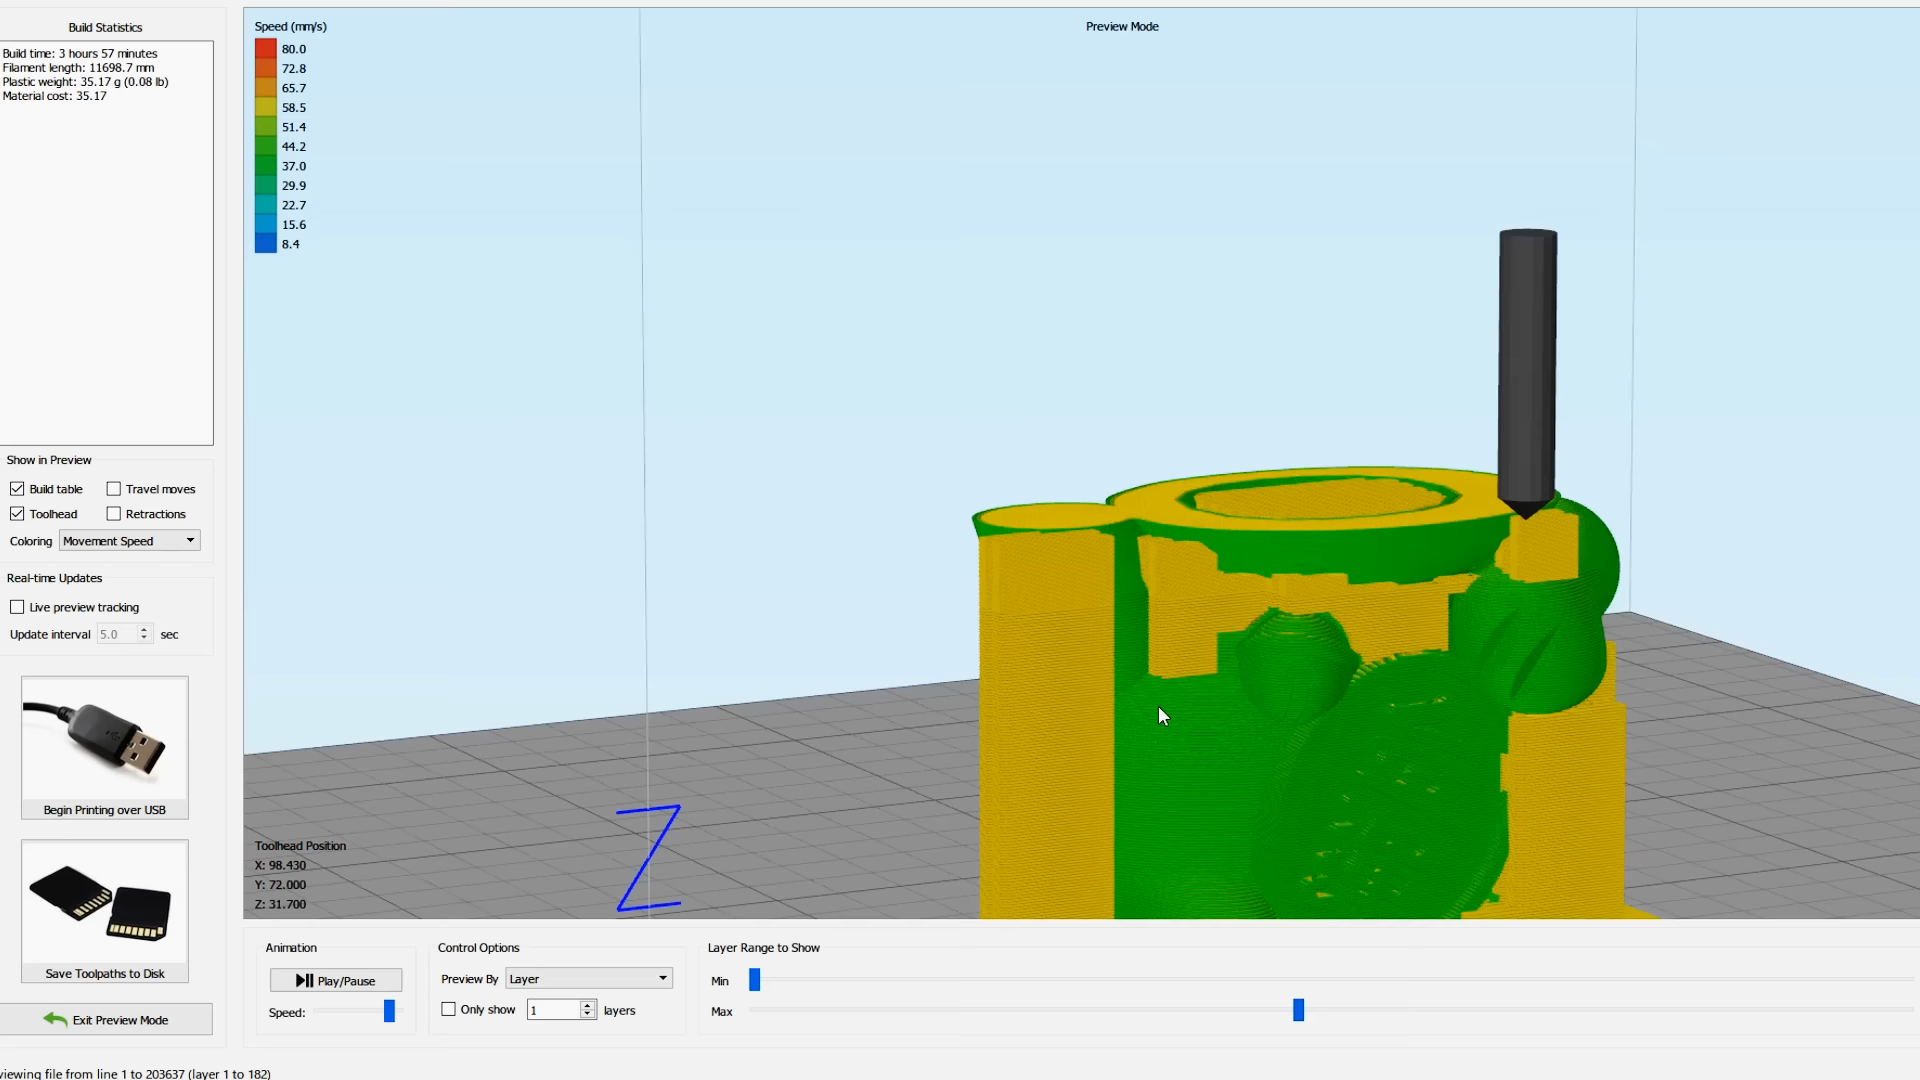 Build Statistics
Build time: 3 hours 57 minutes
Filament length: 11698.7 mm
Plastic weight: 35.17 g (0.08 lb)
Material cost: 35.17
Show in Preview
Build table
Travel moves
Toolhead
Retractions
Coloring
Movement Speed
Real-time Updates
Live preview tracking
Update interval 5.0 sec
Begin Printing over USB
Save Toolpaths to Disk
Exit Preview Mode
Speed (mm/s)
80.0
72.8
65.7
58.5
51.4
44.2
37.0
29.9
22.7
15.6
8.4
Preview Mode
Z
Toolhead Position
X: 98.430
Y: 72.000
Z: 31.700
Animation
Play/Pause
Speed:
Control Options
Preview By Layer
Only show 1 layers
Layer Range to Show
Min
Max
viewing file from line 1 to 203637 (layer 1 to 182)